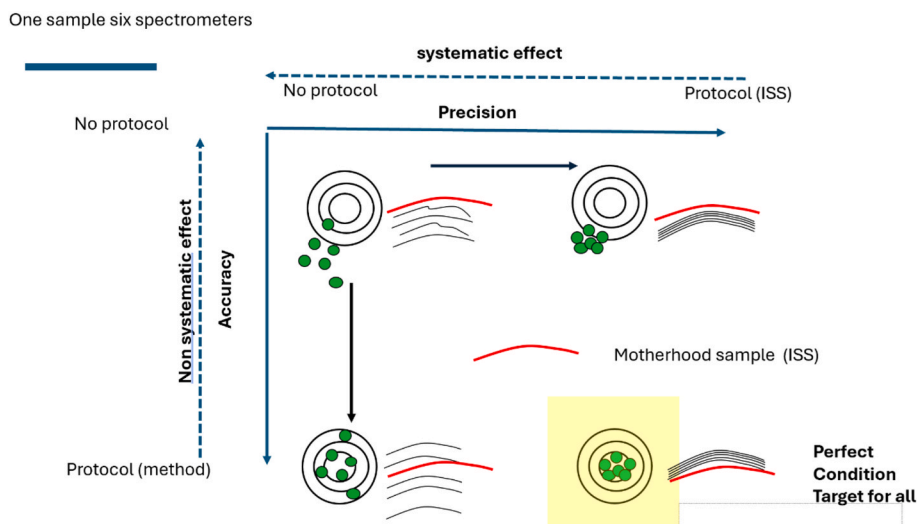 One sample six spectrometers
systematic effect
No protocol
Protocol (ISS)
Precision
No protocol
Non systematic effect
Accuracy
Motherhood sample (ISS)
Protocol (method)
Perfect
Condition
Target for all